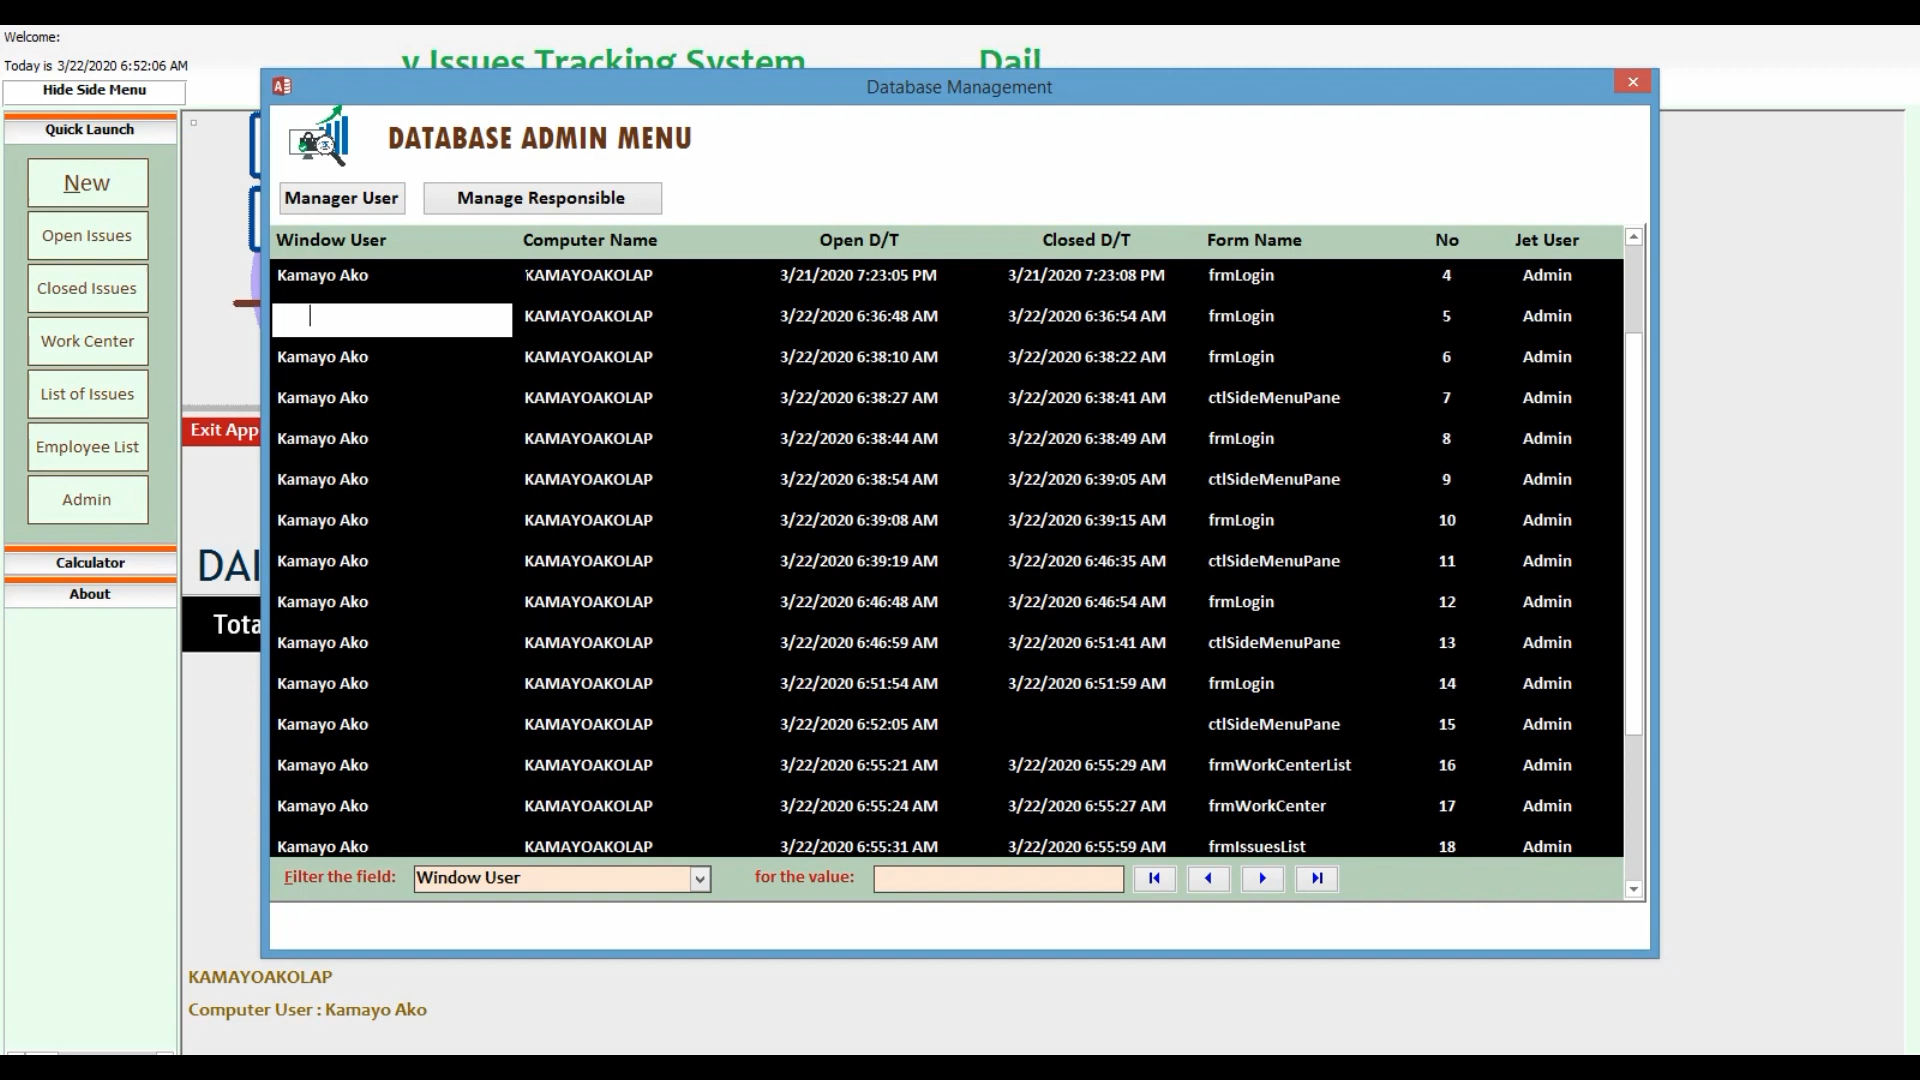 Welcome:
Today is 3/22/2020 6:52:06 AM
y Issues Tracking System Dail
Hide Side Menu
Quick Launch
New
Open Issues
Closed Issues
Work Center
List of Issues
Employee List
Admin
Calculator
About
Exit App
DAI
Tota
Database Management
DATABASE ADMIN MENU
Manager User Manage Responsible
Window User Computer Name Open D/T Closed D/T Form Name No Jet User
Kamayo Ako KAMAYOAKOLAP 3/21/2020 7:23:05 PM 3/21/2020 7:23:08 PM frmLogin 4 Admin
KAMAYOAKOLAP 3/22/2020 6:36:48 AM 3/22/2020 6:36:54 AM frmLogin 5 Admin
Kamayo Ako KAMAYOAKOLAP 3/22/2020 6:38:10 AM 3/22/2020 6:38:22 AM frmLogin 6 Admin
Kamayo Ako KAMAYOAKOLAP 3/22/2020 6:38:27 AM 3/22/2020 6:38:41 AM ctlSideMenuPane 7 Admin
Kamayo Ako KAMAYOAKOLAP 3/22/2020 6:38:44 AM 3/22/2020 6:38:49 AM frmLogin 8 Admin
Kamayo Ako KAMAYOAKOLAP 3/22/2020 6:38:54 AM 3/22/2020 6:39:05 AM ctlSideMenuPane 9 Admin
Kamayo Ako KAMAYOAKOLAP 3/22/2020 6:39:08 AM 3/22/2020 6:39:15 AM frmLogin 10 Admin
Kamayo Ako KAMAYOAKOLAP 3/22/2020 6:39:19 AM 3/22/2020 6:46:35 AM ctlSideMenuPane 11 Admin
Kamayo Ako KAMAYOAKOLAP 3/22/2020 6:46:48 AM 3/22/2020 6:46:54 AM frmLogin 12 Admin
Kamayo Ako KAMAYOAKOLAP 3/22/2020 6:46:59 AM 3/22/2020 6:51:41 AM ctlSideMenuPane 13 Admin
Kamayo Ako KAMAYOAKOLAP 3/22/2020 6:51:54 AM 3/22/2020 6:51:59 AM frmLogin 14 Admin
Kamayo Ako KAMAYOAKOLAP 3/22/2020 6:52:05 AM ctlSideMenuPane 15 Admin
Kamayo Ako KAMAYOAKOLAP 3/22/2020 6:55:21 AM 3/22/2020 6:55:29 AM frmWorkCenterList 16 Admin
Kamayo Ako KAMAYOAKOLAP 3/22/2020 6:55:24 AM 3/22/2020 6:55:27 AM frmWorkCenter 17 Admin
Kamayo Ako KAMAYOAKOLAP 3/22/2020 6:55:31 AM 3/22/2020 6:55:59 AM frmIssuesList 18 Admin
Filter the field: Window User for the value:
KAMAYOAKOLAP
Computer User : Kamayo Ako